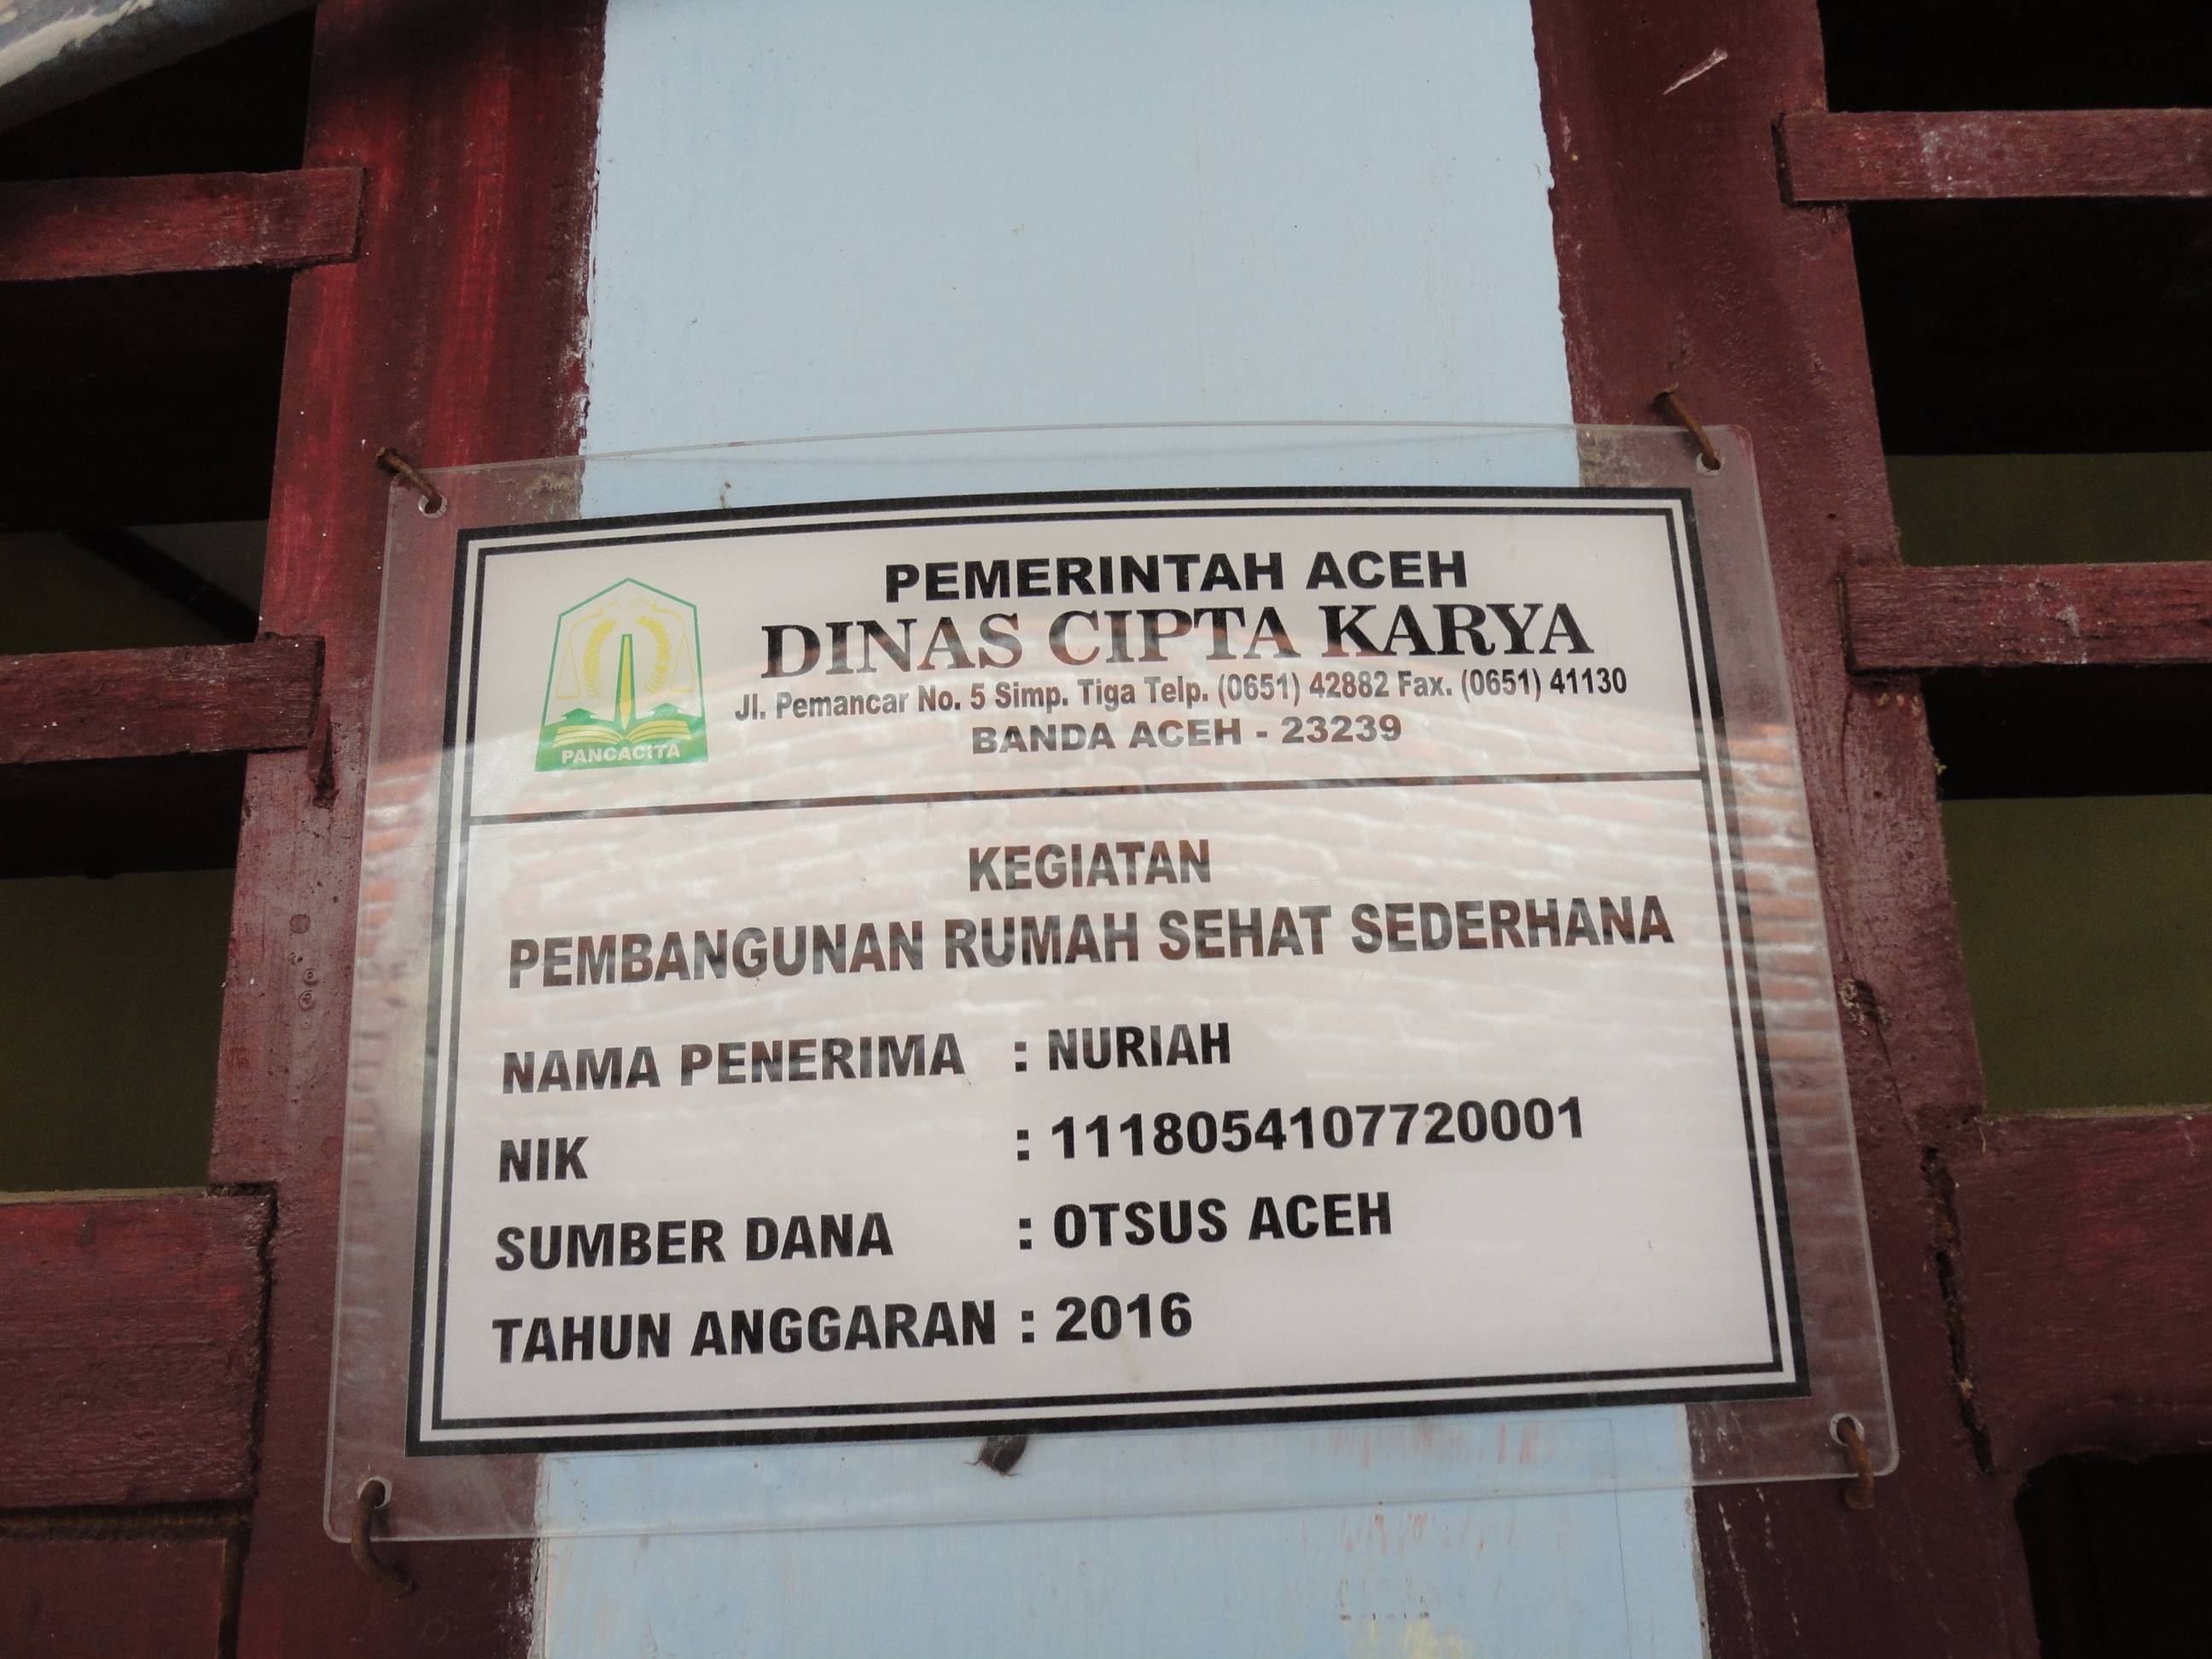 PEMERINTAH ACEH
DINAS CIPTA KARYA
Jl. Pemancar No. 5 Simp. Tiga Telp. (0651) 42882 Fax. (0651) 41130
BANDA ACEH - 23239
PANCACITA
KEGIATAN
PEMBANGUNAN RUMAH SEHAT SEDERHANA
NAMA PENERIMA : NURIAH
NIK : 1118054107720001
SUMBER DANA : OTSUS ACEH
TAHUN ANGGARAN : 2016